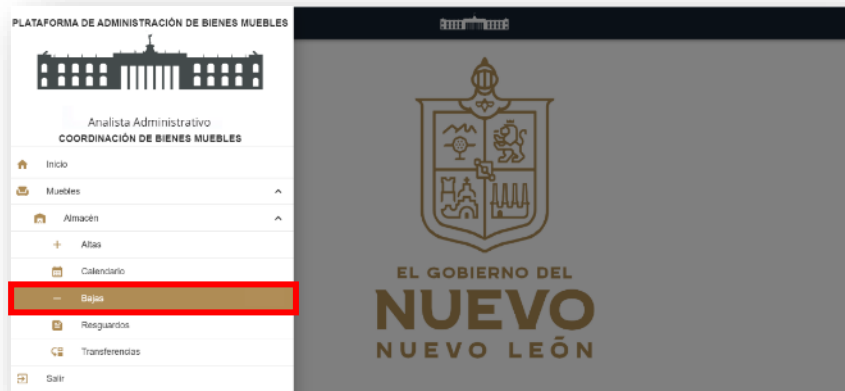 PLATAFORMA DE ADMINISTRACIÓN DE BIENES MUEBLES
Analista Administrativo
COORDINACIÓN DE BIENES MUEBLES
Inicio
Muebles
Almacén
Altas
Calendario
Bajas
Resguardos
Transferencias
Salir
EL GOBIERNO DEL
NUEVO
NUEVO LEÓN